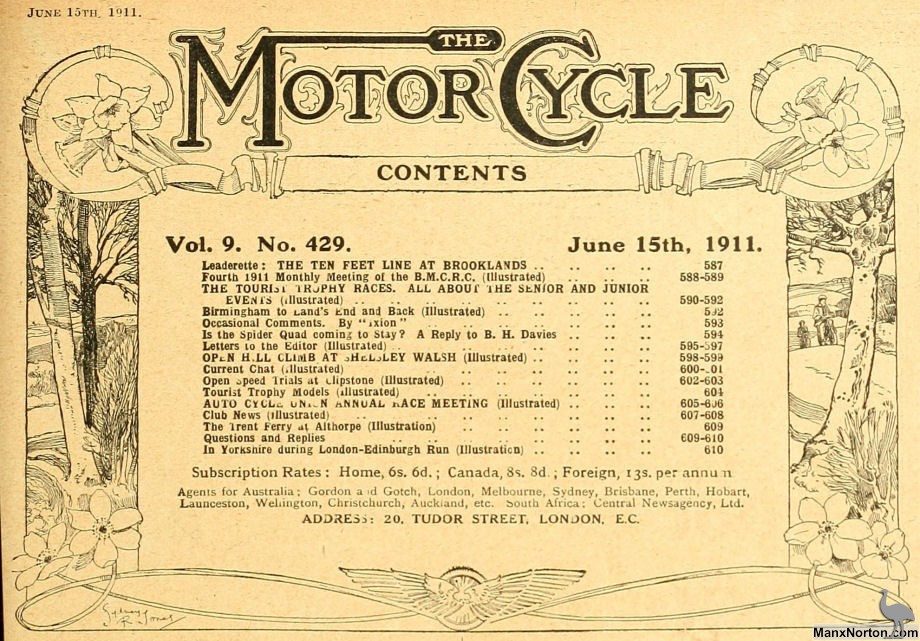 JUNE 15TH, 1911.
THE
MOTOR CYCLE
CONTENTS
Vol. 9. No. 429. June 15th, 1911.
Leaderette: THE TEN FEET LINE AT BROOKLANDS .. .. .. .. .. 587
Fourth 1911 Monthly Meeting of the B.M.C.R.C. (Illustrated) .. .. .. .. 588-589
THE TOURIST TROPHY RACES. ALL ABOUT THE SENIOR AND JUNIOR
EVENTS (Illustrated) .. .. .. .. .. .. .. .. .. 590-592
Birmingham to Land's End and Back (Illustrated) .. .. .. .. .. 592
Occasional Comments. By "Ixion" .. .. .. .. .. .. .. 593
Is the Spider Quad coming to Stay? A Reply to B. H. Davies .. .. .. .. 594
Letters to the Editor (Illustrated) .. .. .. .. .. .. .. 595-597
OPEN HILL CLIMB AT SHELSLEY WALSH (Illustrated) .. .. .. .. .. 598-599
Current Chat (Illustrated) .. .. .. .. .. .. .. .. 600-601
Open Speed Trials at Clipstone (Illustrated) .. .. .. .. .. .. 602-603
Tourist Trophy Models (Illustrated) .. .. .. .. .. .. .. 604
AUTO CYCLE UNION ANNUAL RACE MEETING (Illustrated) .. .. .. .. 605-606
Club News (Illustrated) .. .. .. .. .. .. .. .. 607-608
The Trent Ferry at Althorpe (Illustration) .. .. .. .. .. .. 609
Questions and Replies .. .. .. .. .. .. .. .. 609-610
In Yorkshire during London-Edinburgh Run (Illustration) .. .. .. .. 610
Subscription Rates: Home, 6s. 6d.; Canada, 8s. 8d.; Foreign, 13s. per annum
Agents for Australia; Gordon and Gotch, London, Melbourne, Sydney, Brisbane, Perth, Hobart,
Launceston, Wellington, Christchurch, Auckland, etc. South Africa; Central Newsagency, Ltd.
ADDRESS: 20, TUDOR STREET, LONDON, E.C.
Sydney
R. Jones
ManxNorton.com